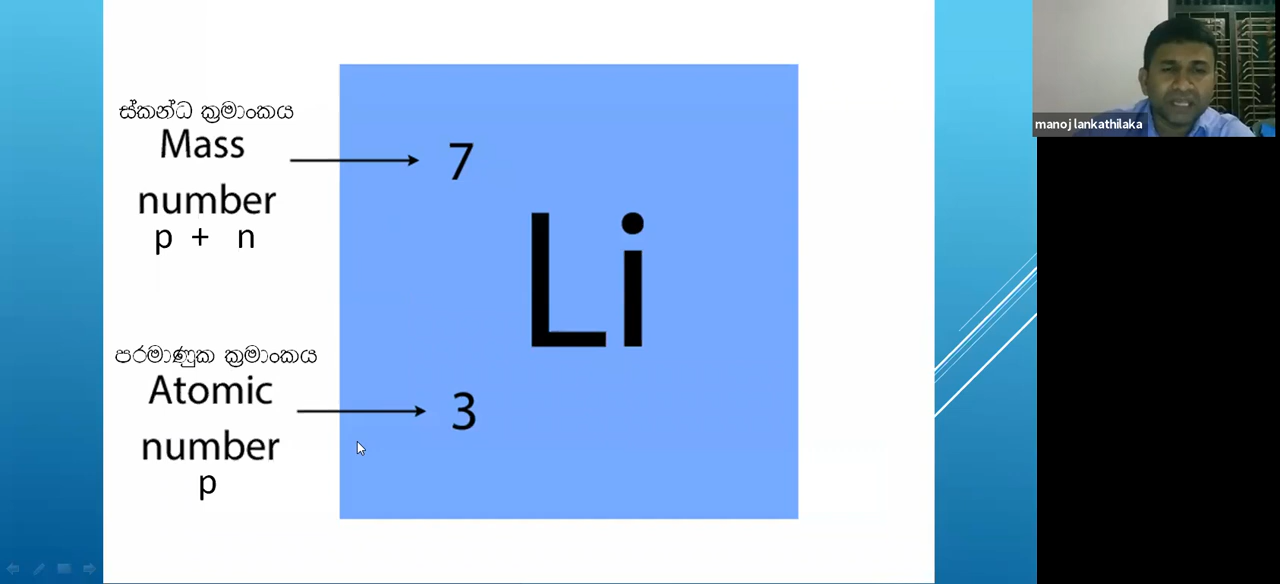 ස්කන්ධ ක්‍රමාංකය
Mass
number
p + n
7
Li
පරමාණුක ක්‍රමාංකය
Atomic
number
p
3
manoj lankathilaka